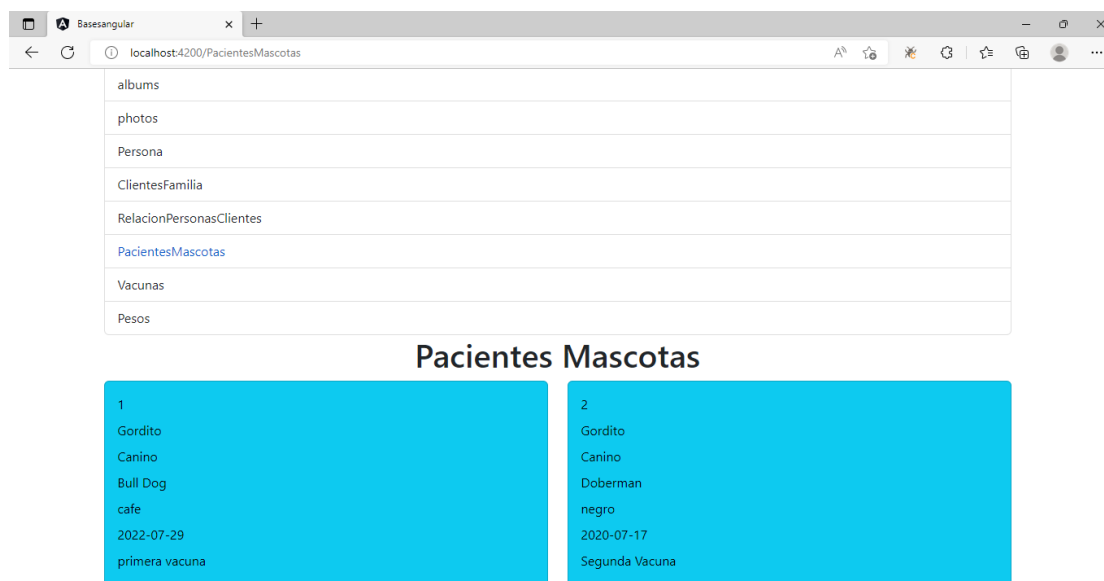 Basesangular
localhost:4200/PacientesMascotas
albums
photos
Persona
ClientesFamilia
RelacionPersonasClientes
PacientesMascotas
Vacunas
Pesos
Pacientes Mascotas
1
Gordito
Canino
Bull Dog
cafe
2022-07-29
primera vacuna
2
Gordito
Canino
Doberman
negro
2020-07-17
Segunda Vacuna